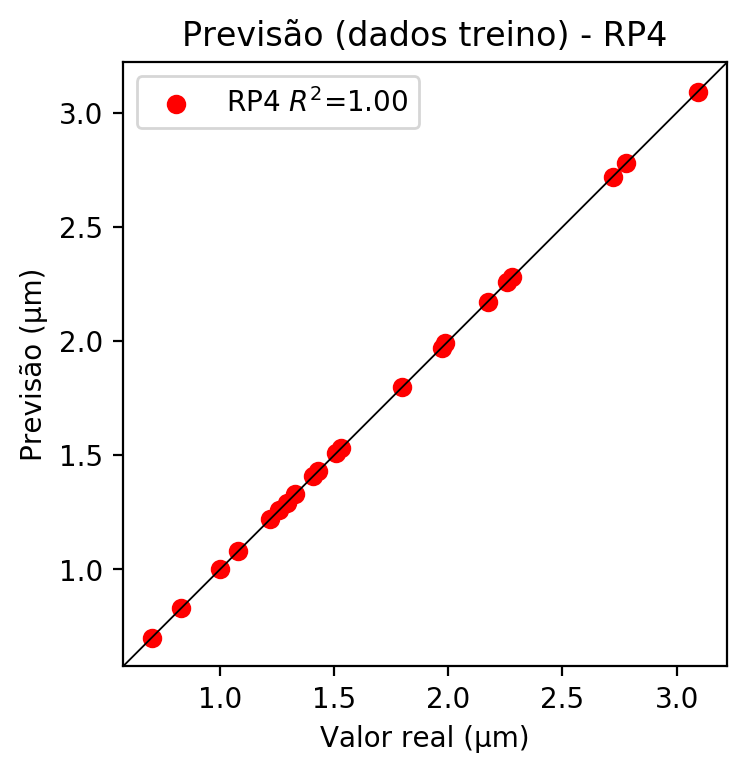 Previsão (dados treino) - RP4
RP4 R²=1.00
Previsão (μm)
3.0
2.5
2.0
1.5
1.0
1.0 1.5 2.0 2.5 3.0
Valor real (μm)